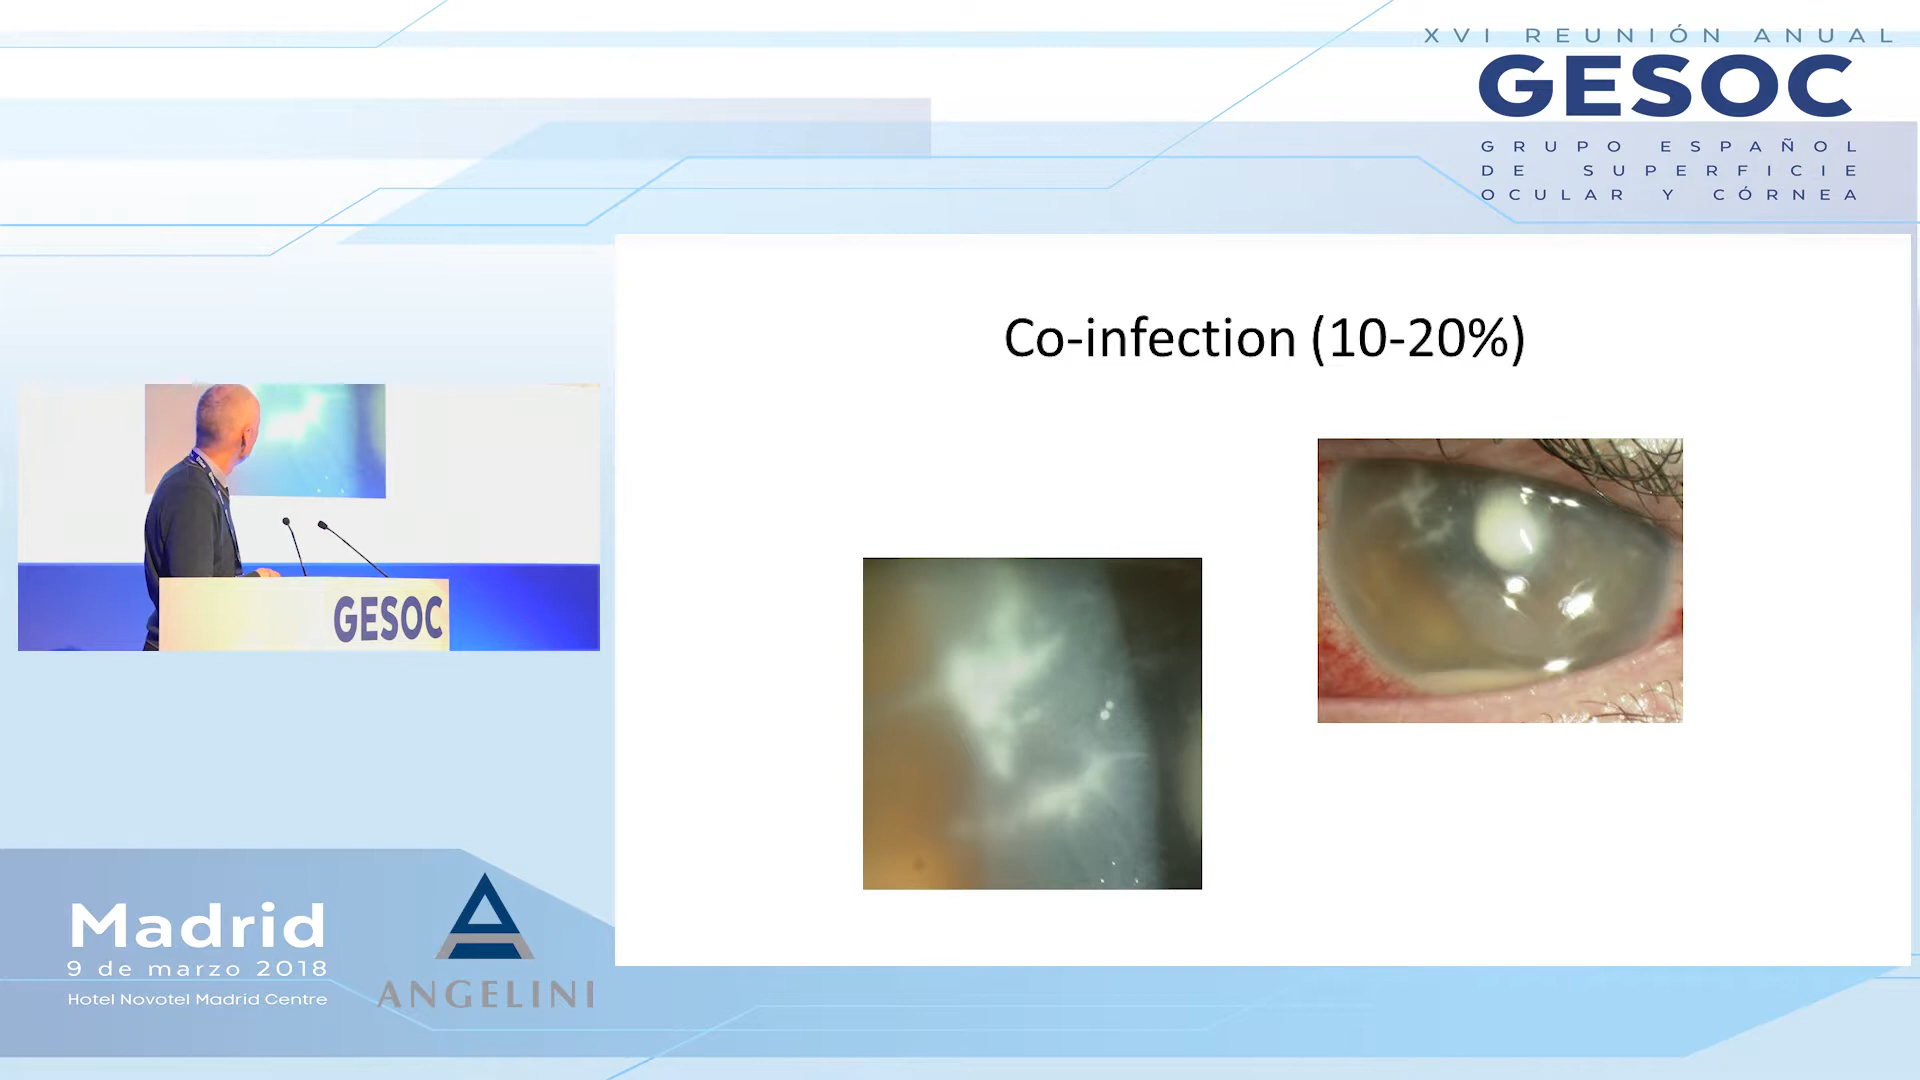 XVI REUNIÓN ANUAL
GESOC
GRUPO ESPAÑOL
DE SUPERFICIE
OCULAR Y CÓRNEA
Co-infection (10-20%)
GESOC
Madrid
9 de marzo 2018
Hotel Novotel Madrid Centre
ANGELINI